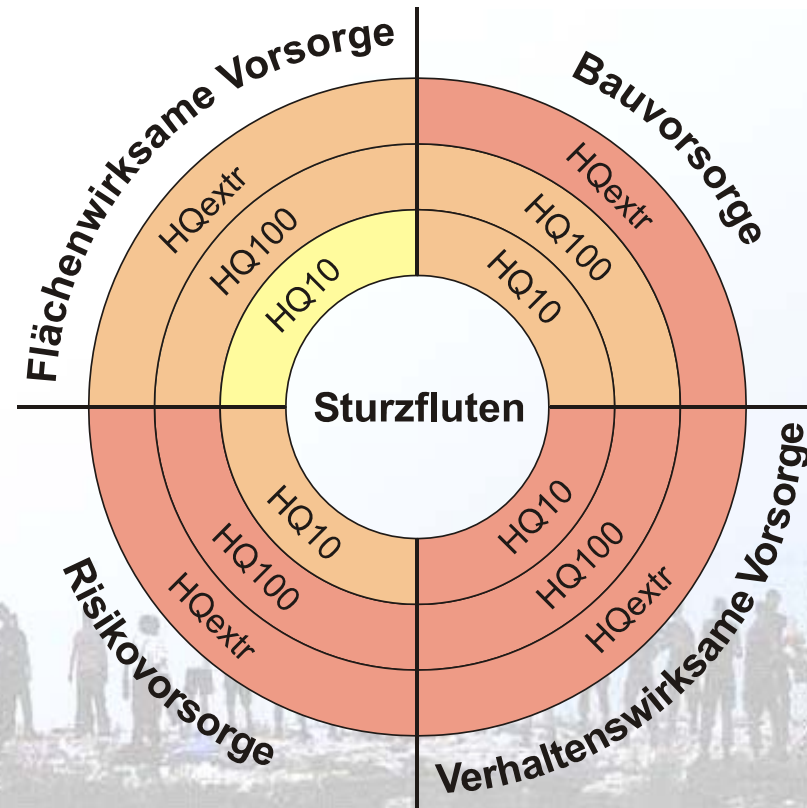 Flächenwirksame Vorsorge
HQextr
HQ100
HQ10
Bauvorsorge
HQextr
HQ100
HQ10
Sturzfluten
Risikovorsorge
HQ10
HQ100
HQextr
Verhaltenswirksame Vorsorge
HQ10
HQ100
HQextr